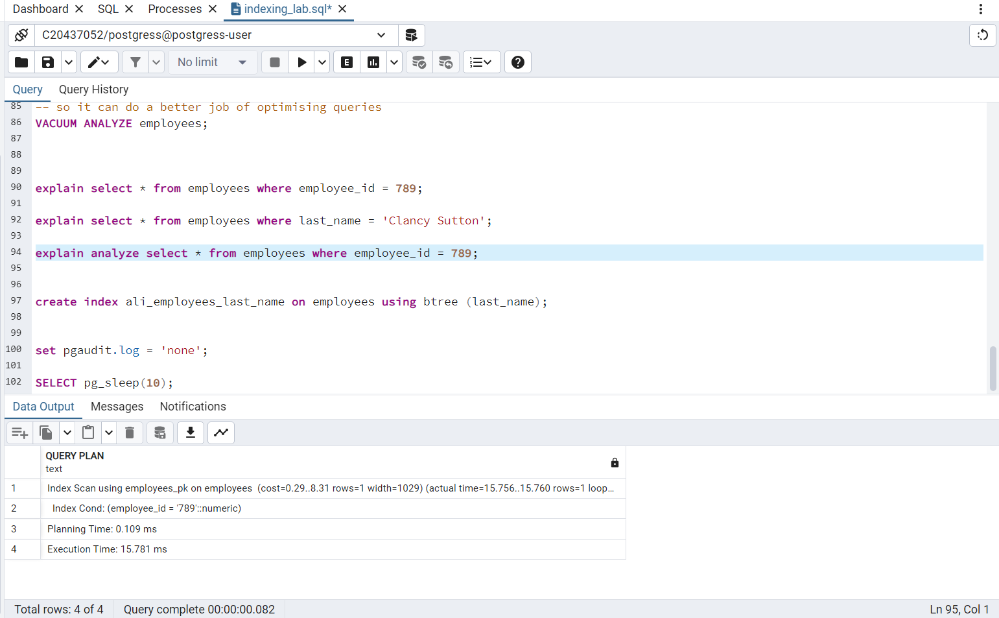 Dashboard SQL Processes indexing_lab.sql*
C20437052/postgress@postgress-user
No limit E
Query Query History
85 -- so it can do a better job of optimising queries
86 VACUUM ANALYZE employees;
87
88
89
90 explain select * from employees where employee_id = 789;
91
92 explain select * from employees where last_name = 'Clancy Sutton';
93
94 explain analyze select * from employees where employee_id = 789;
95
96
97 create index ali_employees_last_name on employees using btree (last_name);
98
99
100 set pgaudit.log = 'none';
101
102 SELECT pg_sleep(10);
Data Output Messages Notifications
QUERY PLAN
text
1 Index Scan using employees_pk on employees (cost=0.29..8.31 rows=1 width=1029) (actual time=15.756..15.760 rows=1 loop...
2 Index Cond: (employee_id = '789'::numeric)
3 Planning Time: 0.109 ms
4 Execution Time: 15.781 ms
Total rows: 4 of 4 Query complete 00:00:00.082 Ln 95, Col 1